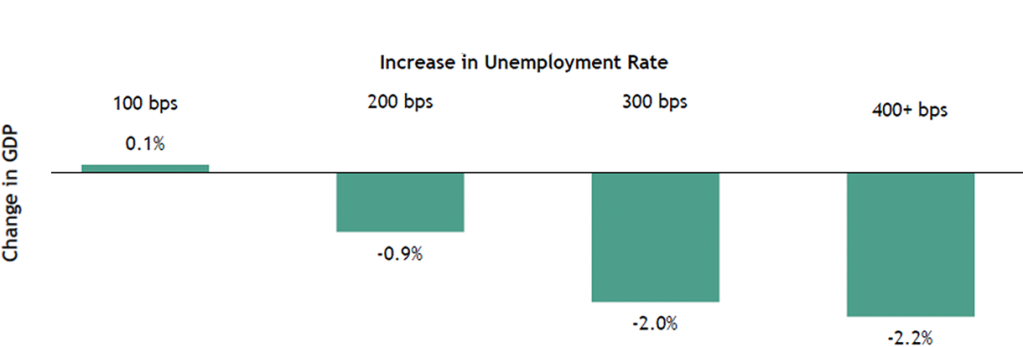 Increase in Unemployment Rate
100 bps
200 bps
300 bps
400+ bps
0.1%
Change in GDP
-0.9%
-2.0%
-2.2%